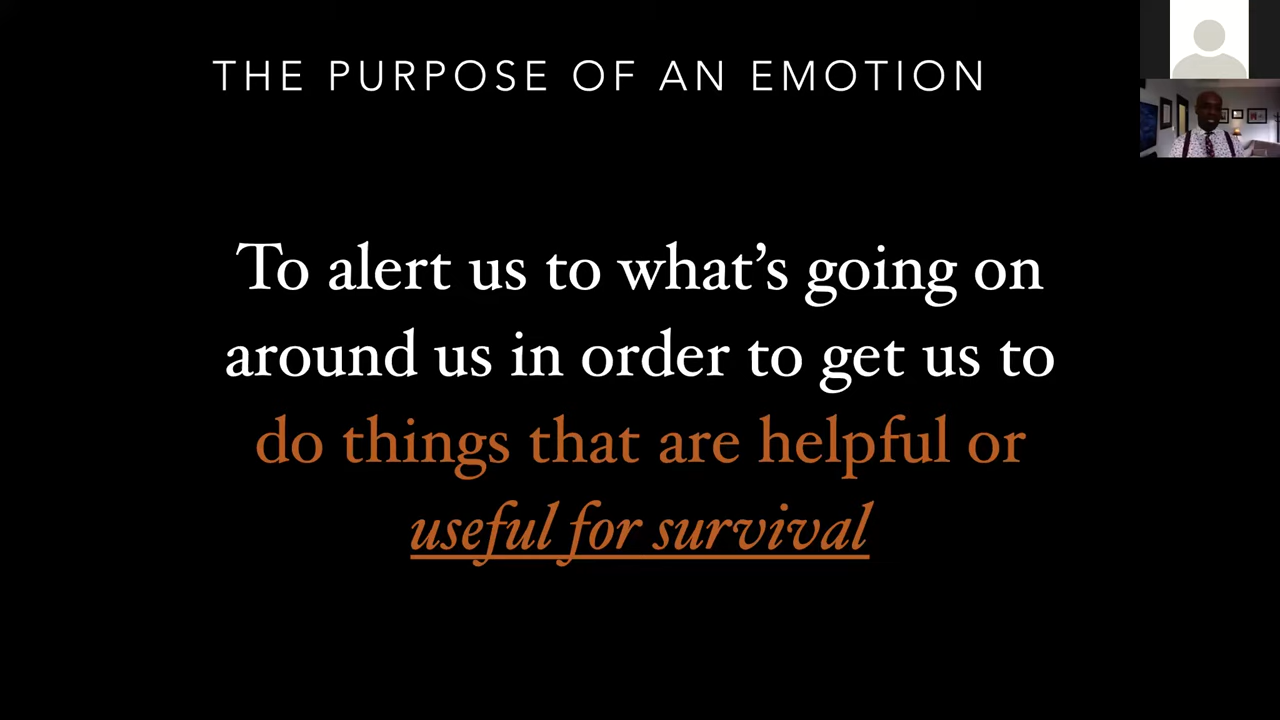 THE PURPOSE OF AN EMOTION
To alert us to what’s going on
around us in order to get us to
do things that are helpful or
useful for survival